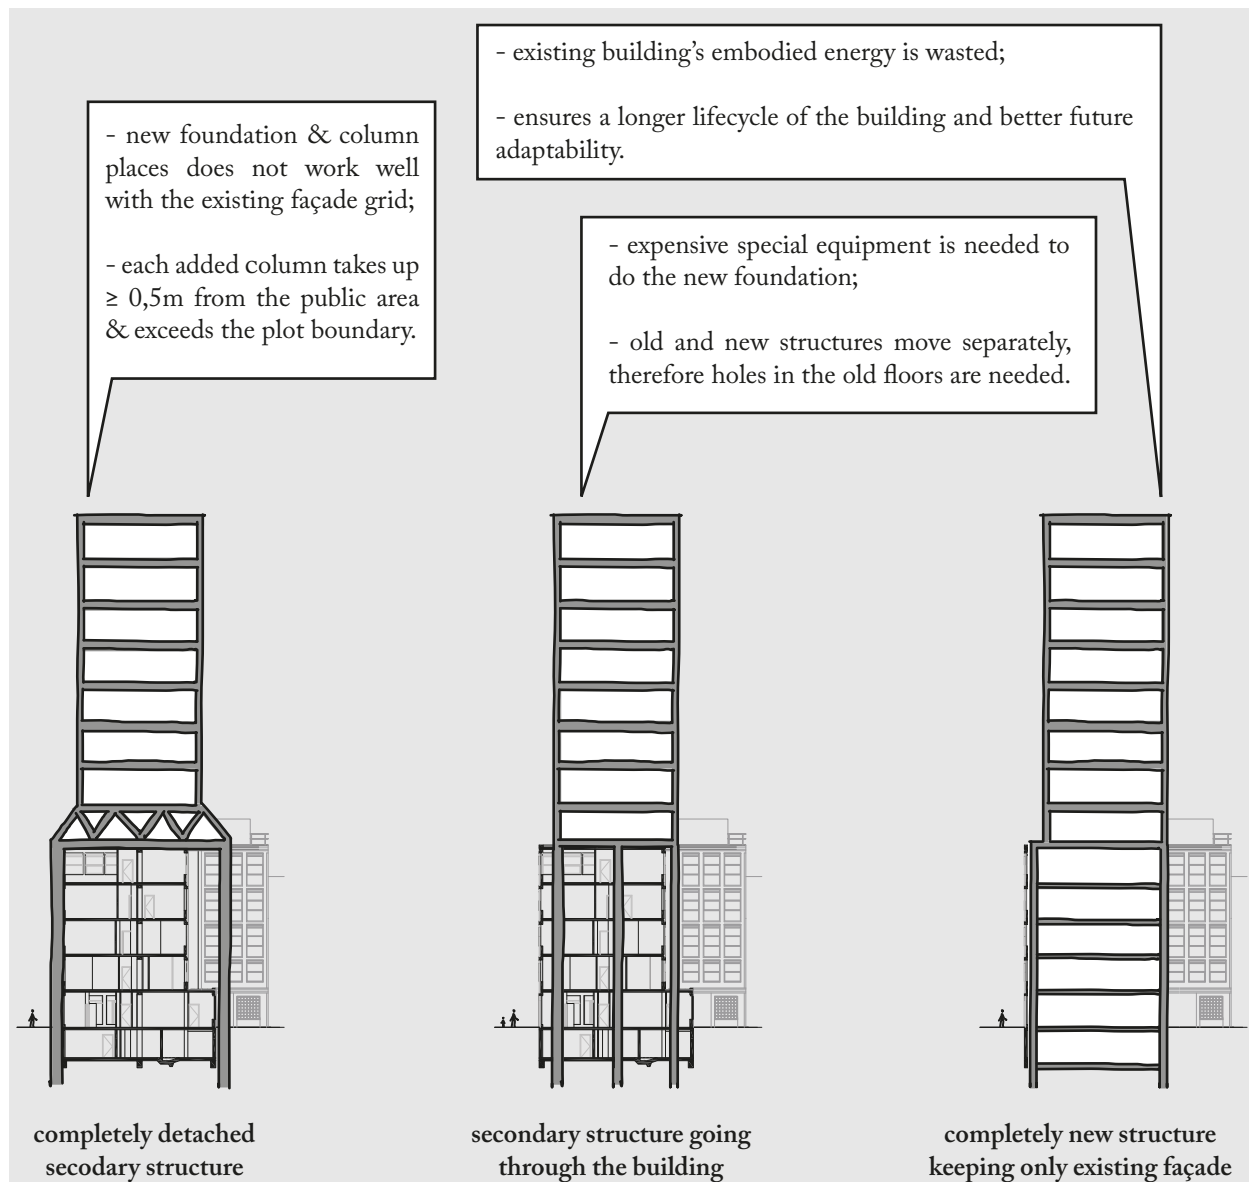 - existing building’s embodied energy is wasted;
- ensures a longer lifecycle of the building and better future
adaptability.
- new foundation & column
places does not work well
with the existing façade grid;
- each added column takes up
≥ 0,5m from the public area
& exceeds the plot boundary.
- expensive special equipment is needed to
do the new foundation;
- old and new structures move separately,
therefore holes in the old floors are needed.
completely detached
secodary structure
secondary structure going
through the building
completely new structure
keeping only existing façade